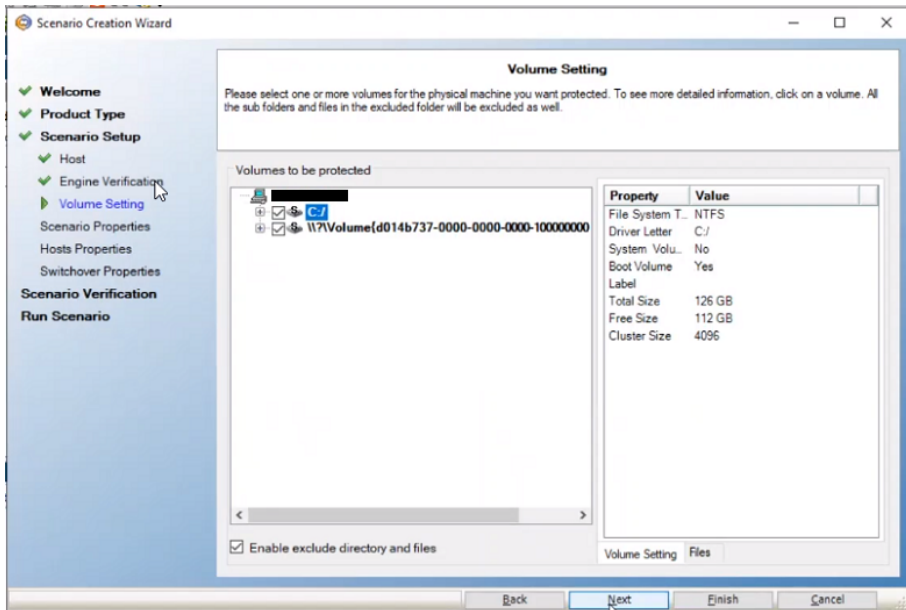 Scenario Creation Wizard
Welcome
Product Type
Scenario Setup
Host
Engine Verification
Volume Setting
Scenario Properties
Hosts Properties
Switchover Properties
Scenario Verification
Run Scenario
Volume Setting
Please select one or more volumes for the physical machine you want protected. To see more detailed information, click on a volume. All
the sub folders and files in the excluded folder will be excluded as well.
Volumes to be protected
C:/
\\?\Volume{d014b737-0000-0000-0000-100000000
Enable exclude directory and files
Property Value
File System T... NTFS
Driver Letter C:/
System Volu... No
Boot Volume Yes
Label
Total Size 126 GB
Free Size 112 GB
Cluster Size 4096
Volume Setting Files
Back Next Finish Cancel